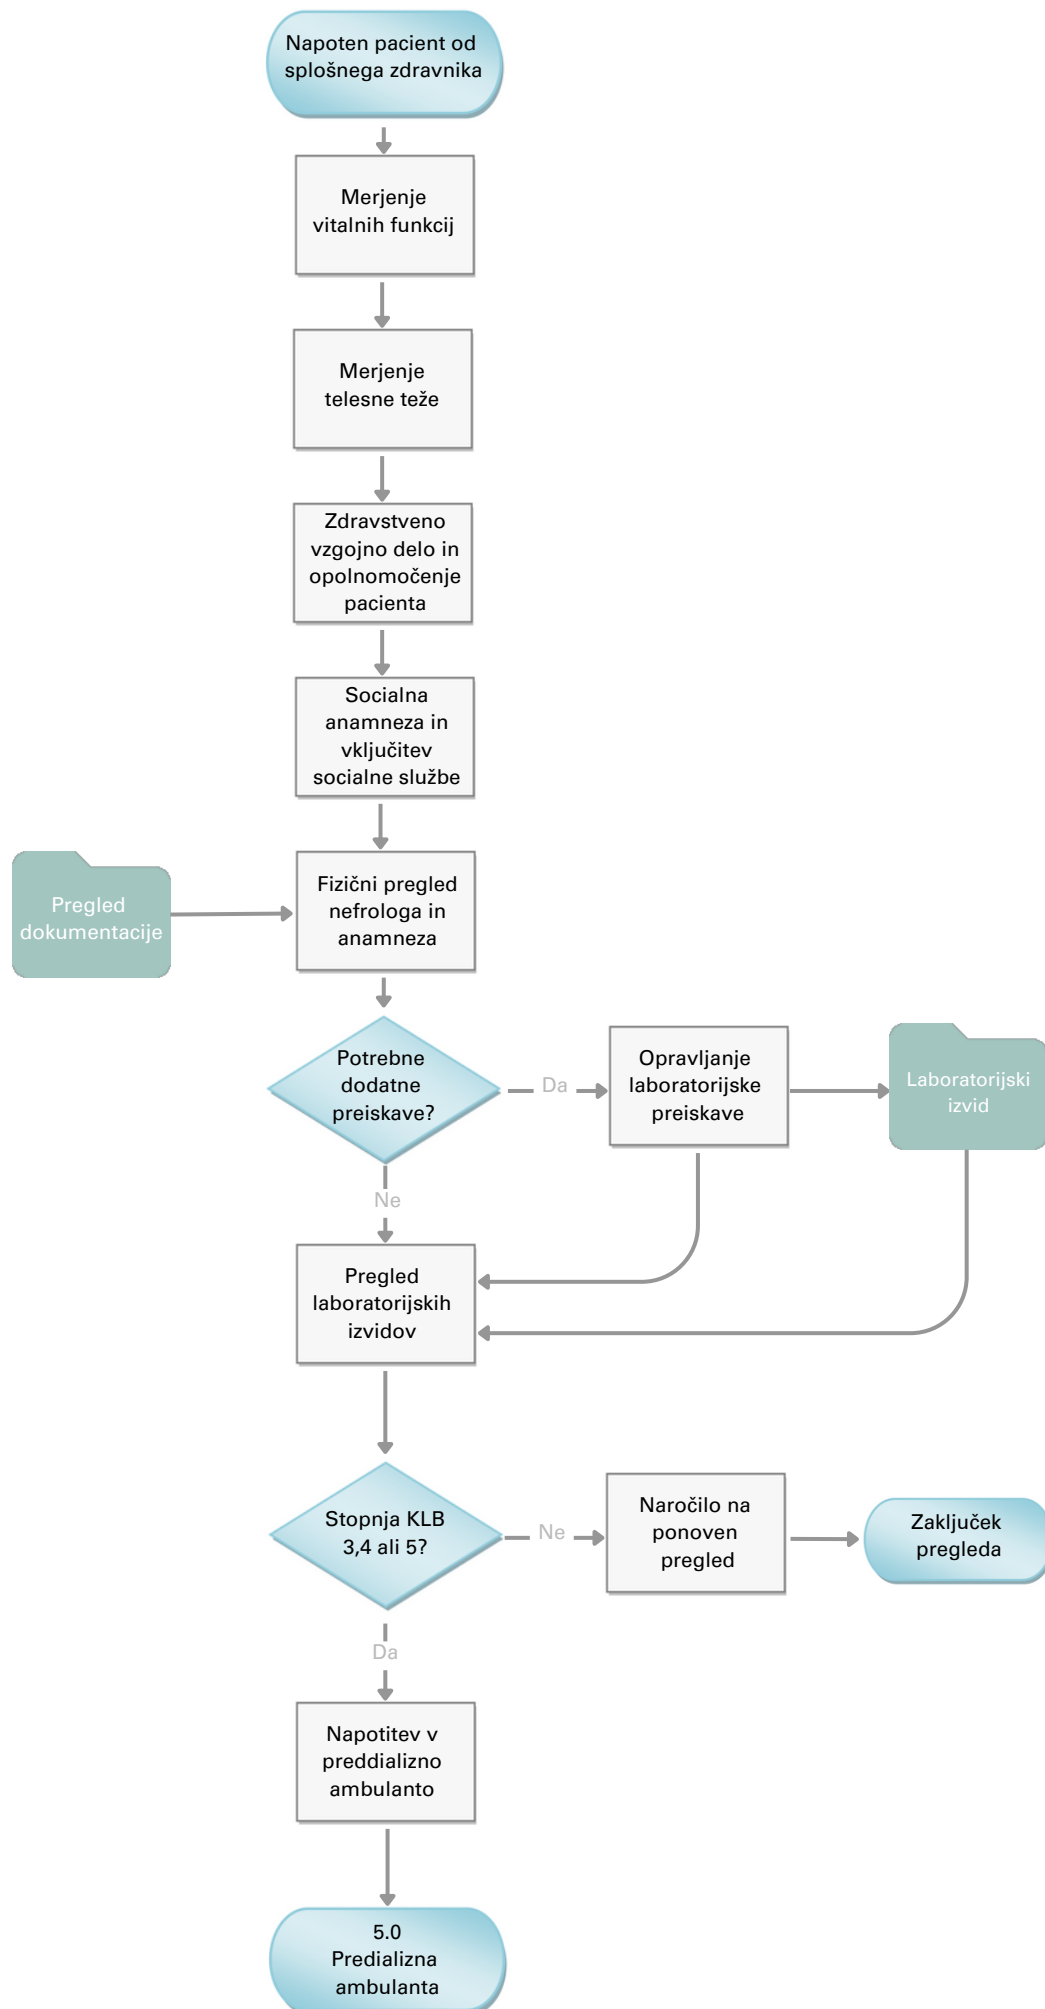 Napoten pacient od
splošnega zdravnika
Merjenje
vitalnih funkcij
Merjenje
telesne teže
Zdravstveno
vzgojno delo in
opolnomočenje
pacienta
Socialna
anamneza in
vključitev
socialne službe
Pregled
dokumentacije
Fizični pregled
nefrologa in
anamneza
Potrebne
dodatne
preiskave?
Da
Opravljanje
laboratorijske
preiskave
Laboratorijski
izvid
Ne
Pregled
laboratorijskih
izvidov
Stopnja KLB
3,4 ali 5?
Ne
Naročilo na
ponoven
pregled
Zaključek
pregleda
Da
Napotitev v
preddializno
ambulanto
5.0
Predializna
ambulanta